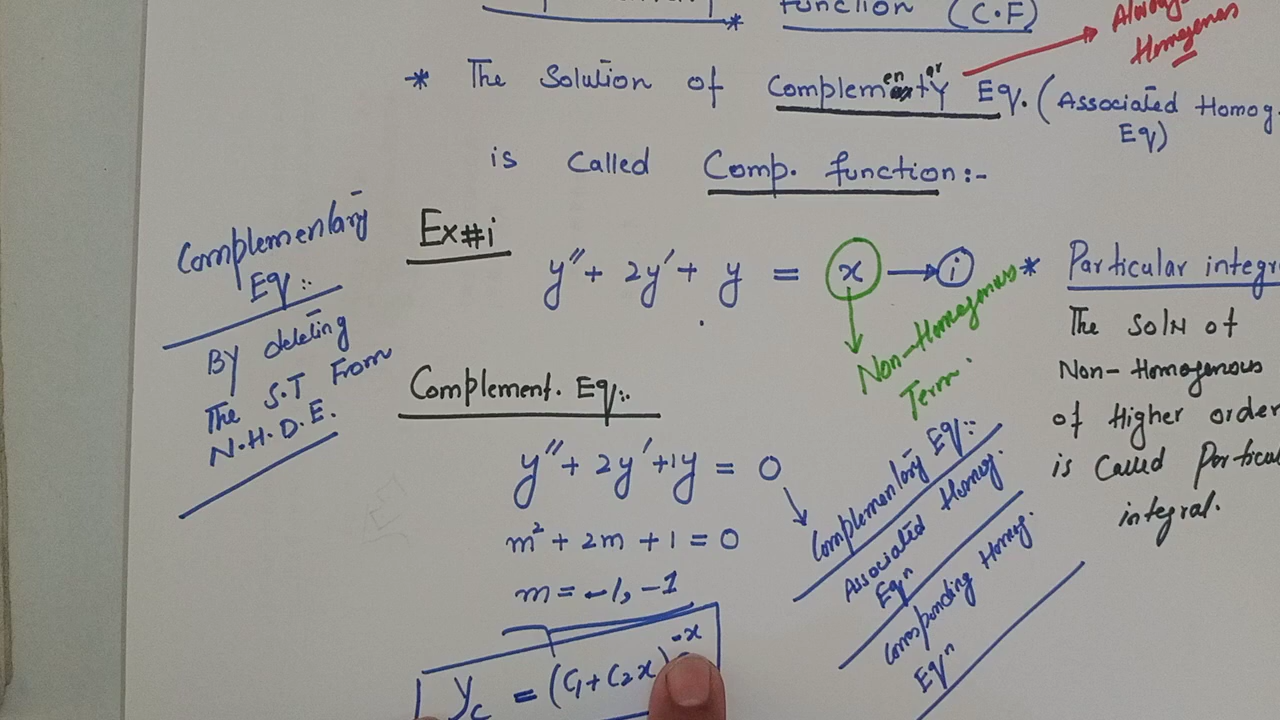 * function (C.F)
Always
Homogenos
* The Solution of Complementary Eq. (Associated Homog.
Eq)
is Called Comp. function:-
Complementary
Eq:.
By deleting
The S.T From
N.H.D.E.
Ex#i
y″ + 2y′ + y = x → i
Non-Homogenous
Term.
Complement. Eq:.
y″ + 2y′ + 1y = 0
m² + 2m + 1 = 0
m = -1, -1
y_c = (C₁ + C₂x) -x
Complementary Eq:.
Associated Homog.
Eqⁿ
Corresponding Homog.
Eqⁿ
* Particular integr
The SolN of
Non-Homogenous
of Higher order
is Called Particu
integral.